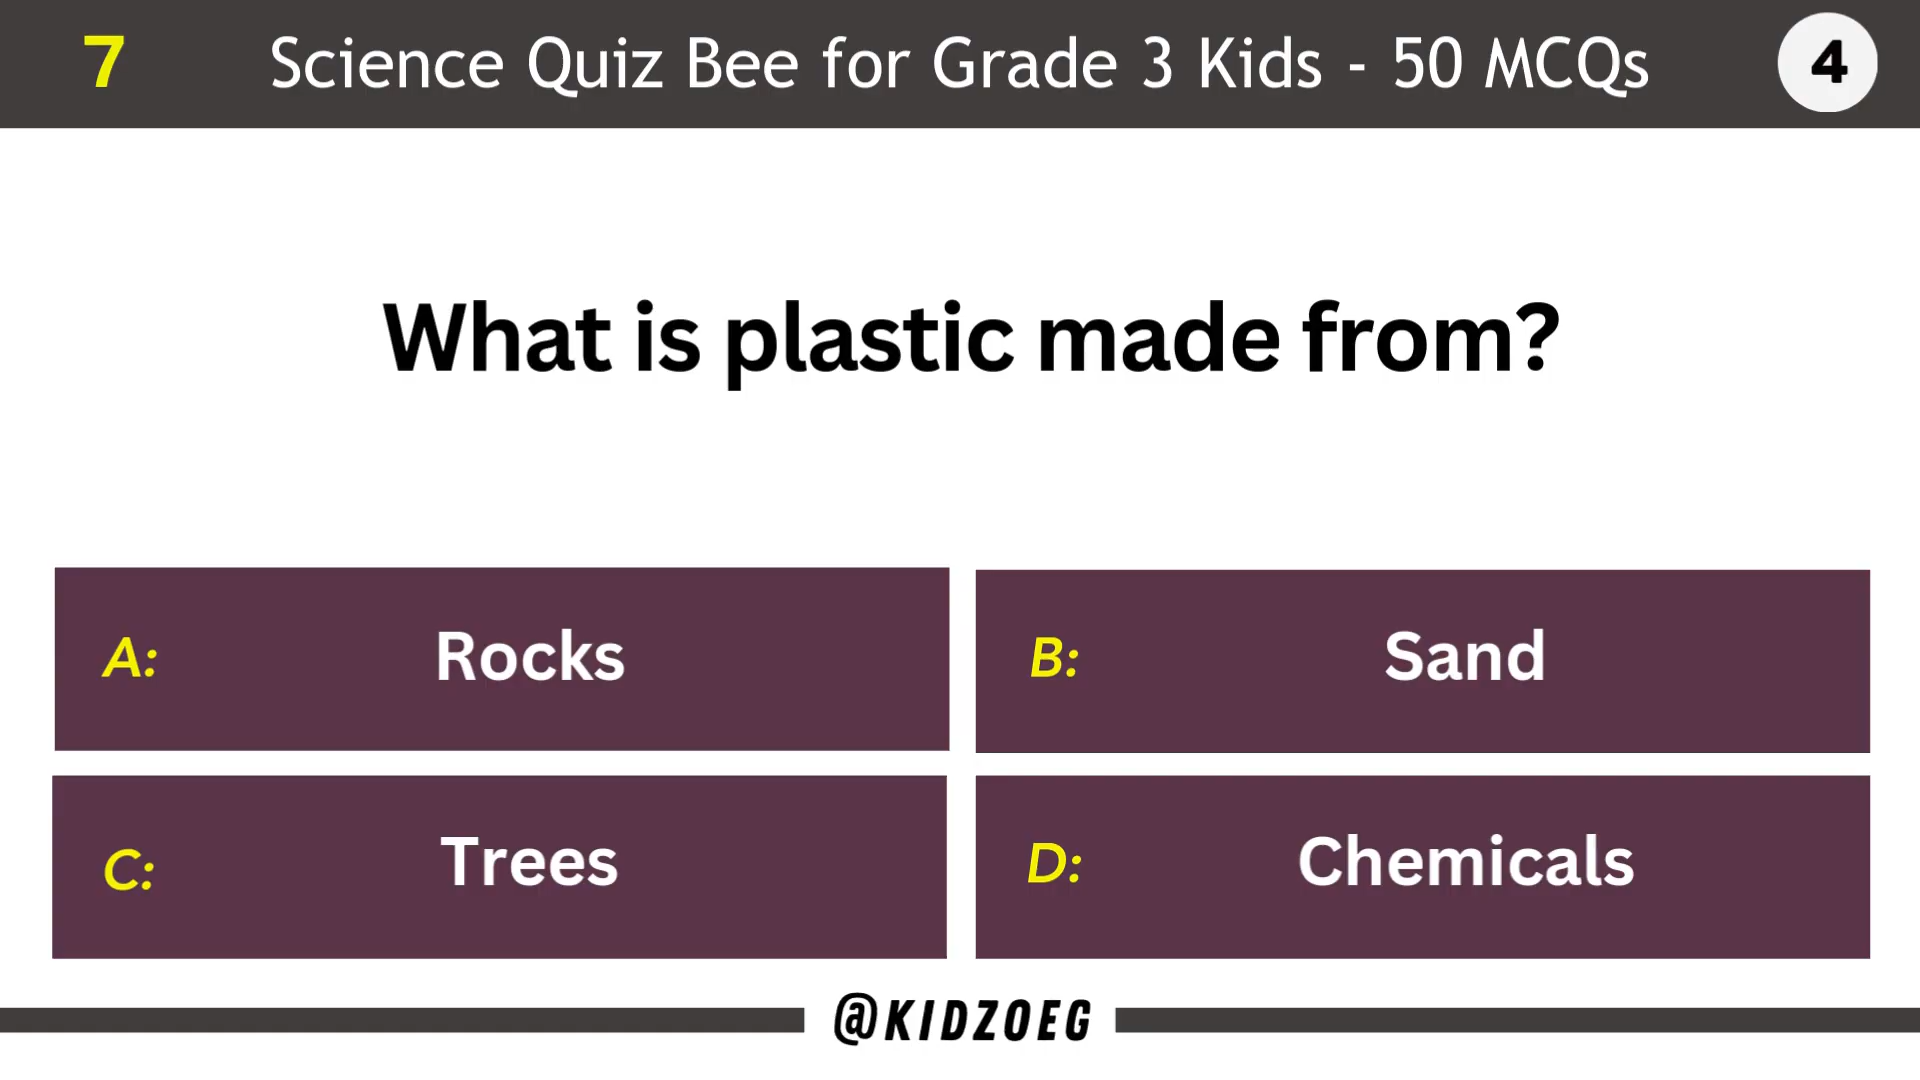 7
Science Quiz Bee for Grade 3 Kids - 50 MCQs
4
What is plastic made from?
A: Rocks
B: Sand
C: Trees
D: Chemicals
@KIDZOEG